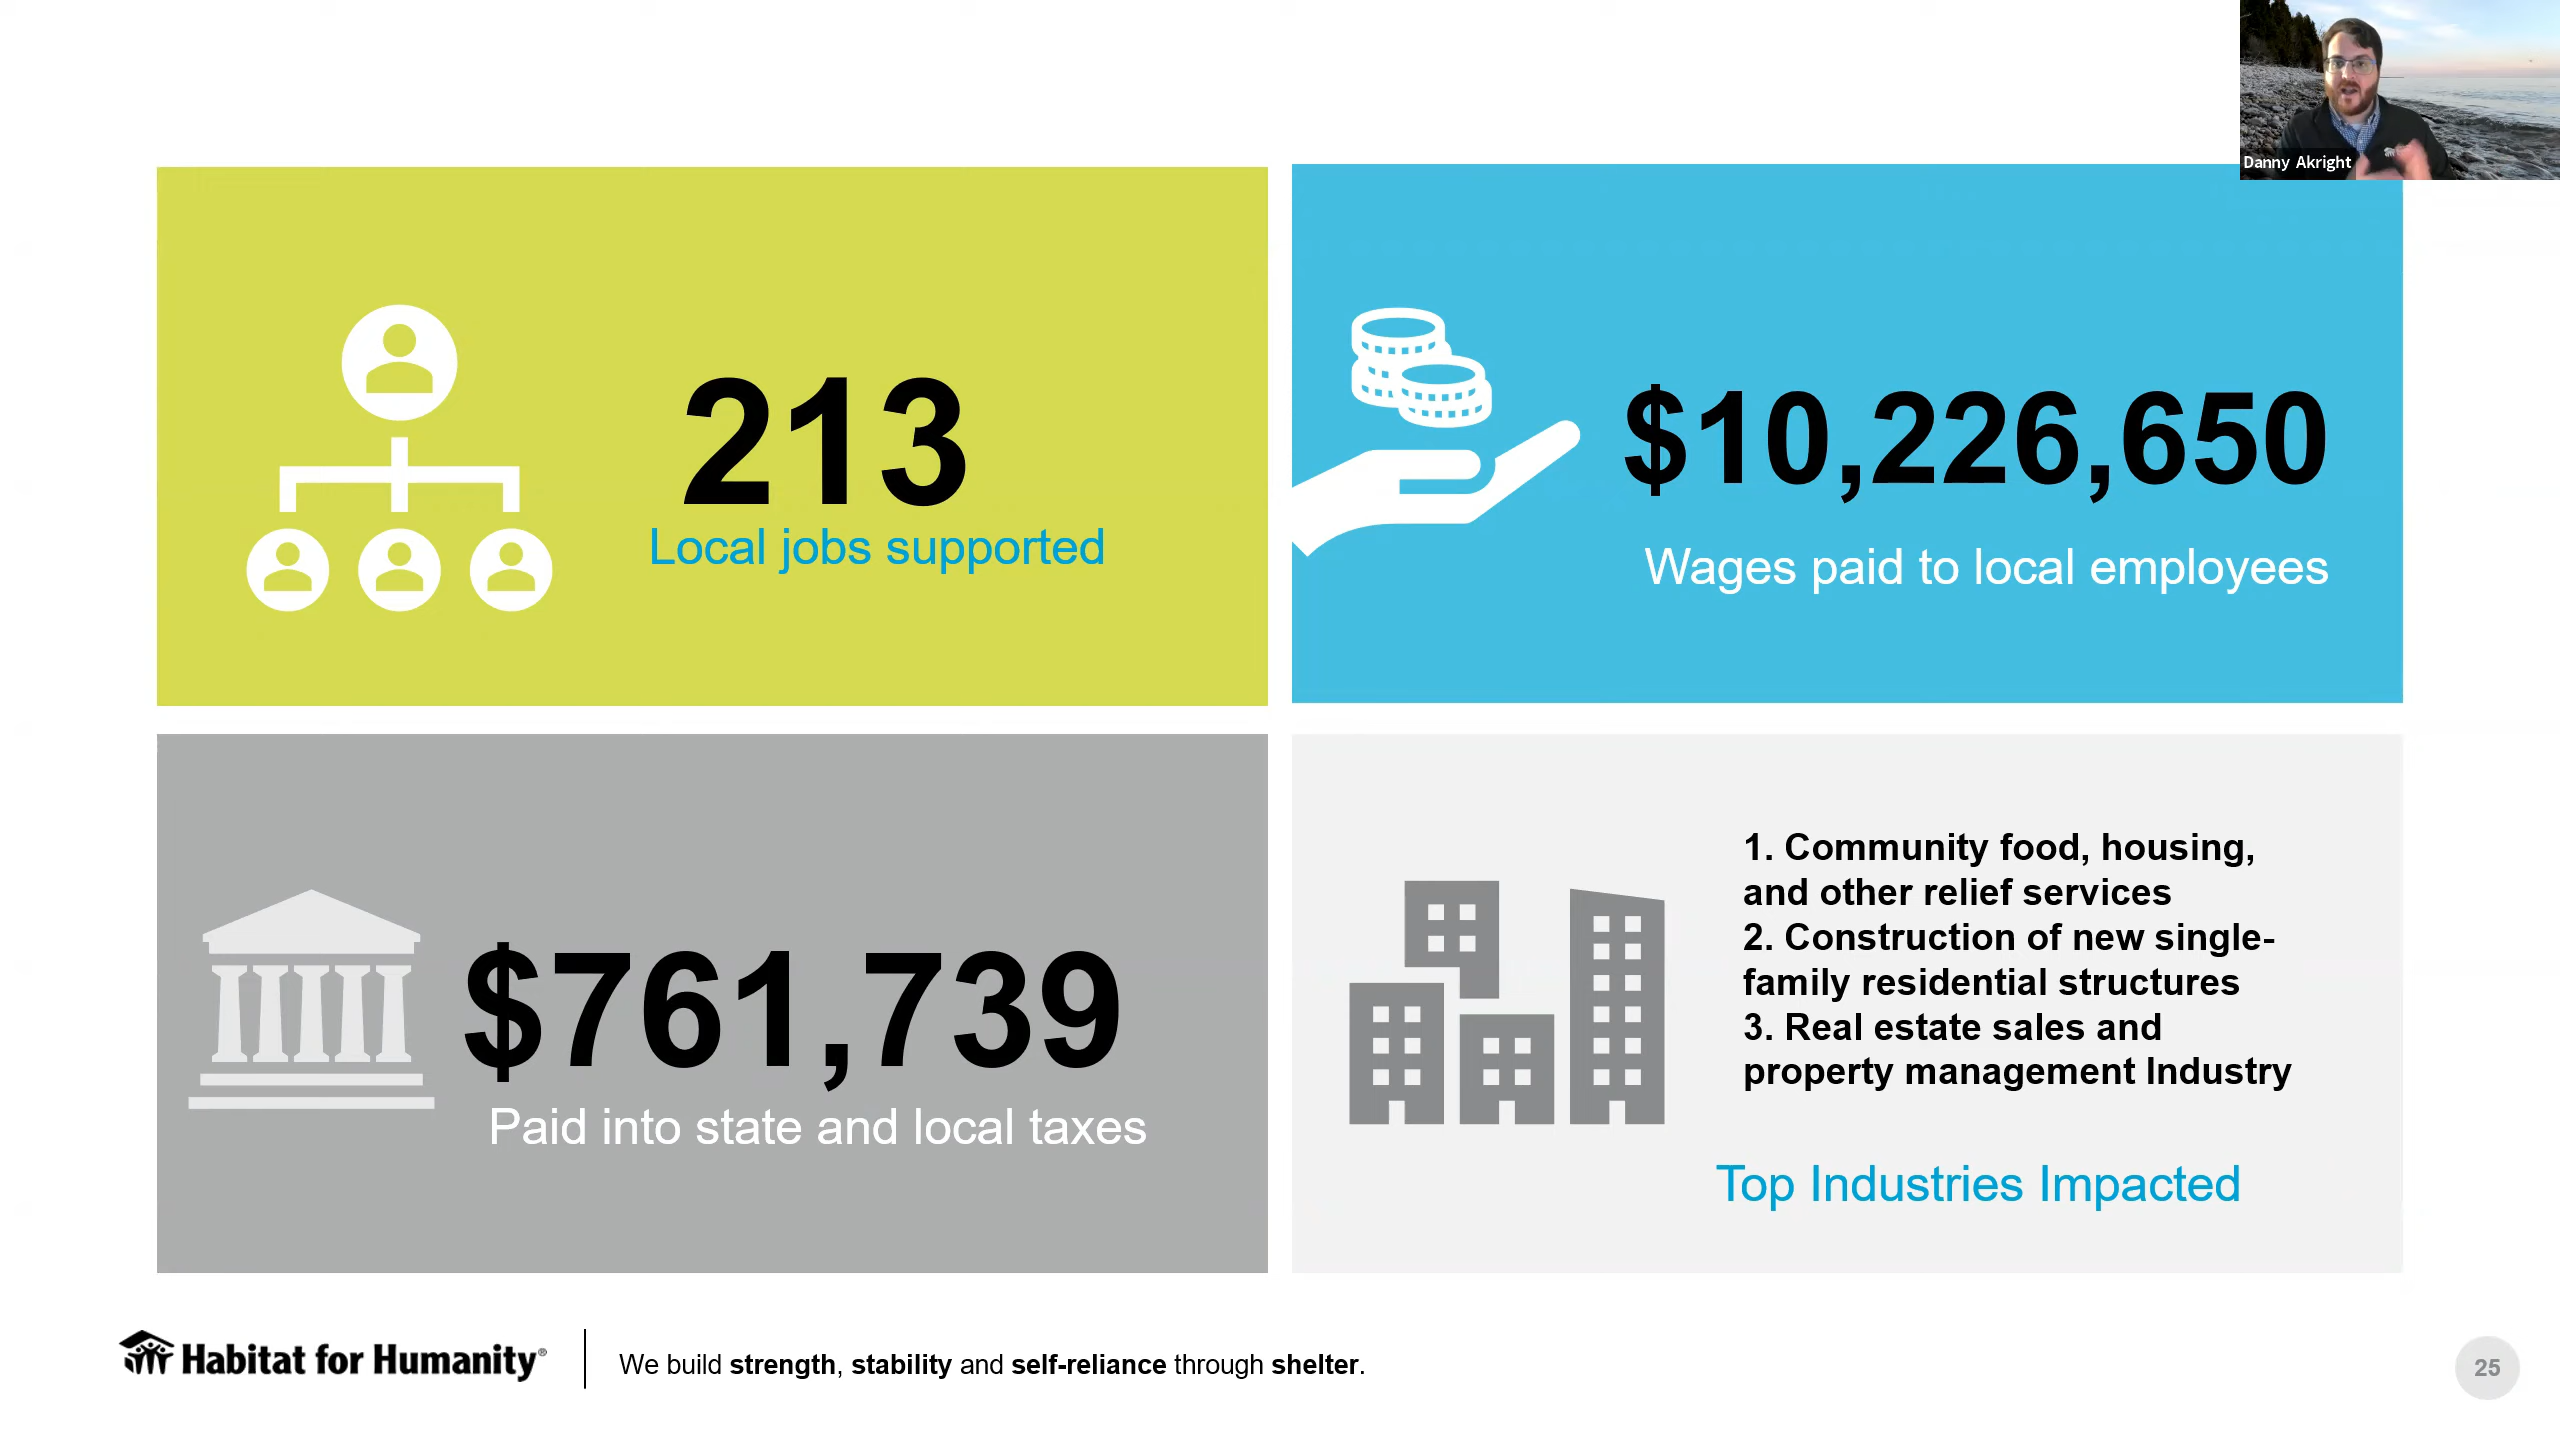 Danny Akright
213
Local jobs supported
$10,226,650
Wages paid to local employees
$761,739
Paid into state and local taxes
1. Community food, housing,
and other relief services
2. Construction of new single-
family residential structures
3. Real estate sales and
property management Industry
Top Industries Impacted
Habitat for Humanity®
We build strength, stability and self-reliance through shelter.
25